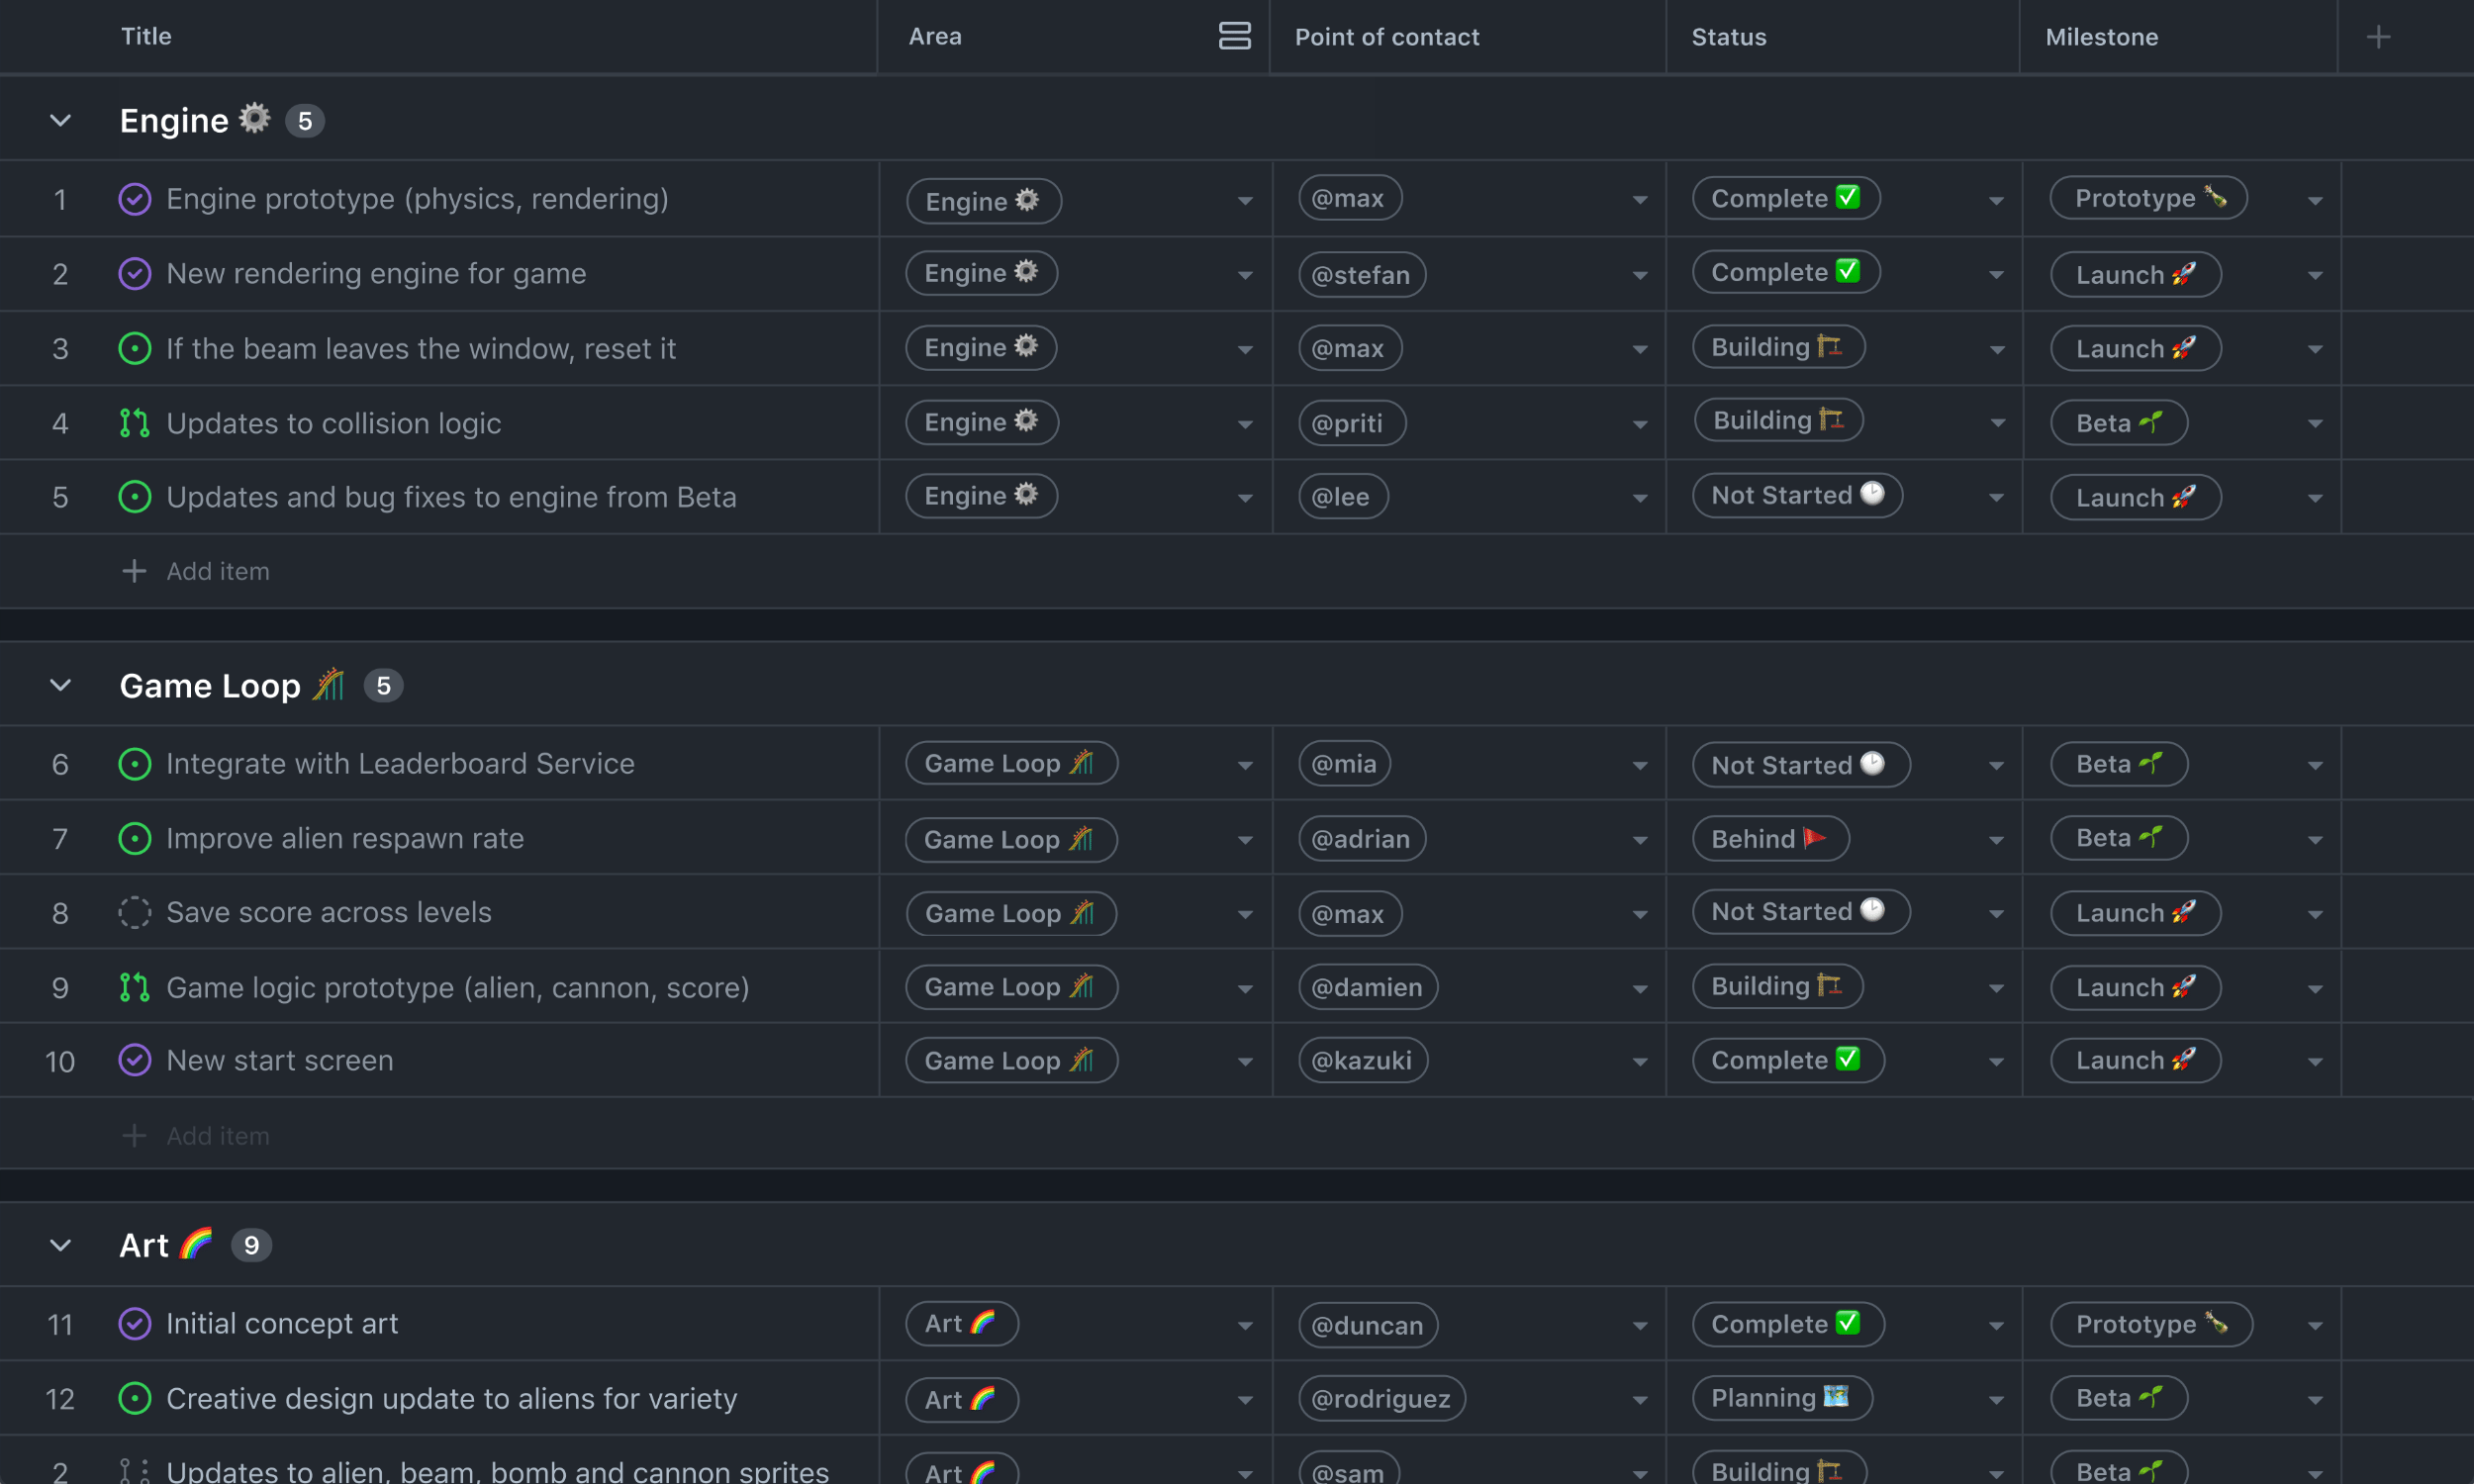 Title Area Point of contact Status Milestone
Engine ⚙️ 5
1 Engine prototype (physics, rendering) Engine ⚙️ @max Complete ✅ Prototype 🍾
2 New rendering engine for game Engine ⚙️ @stefan Complete ✅ Launch 🚀
3 If the beam leaves the window, reset it Engine ⚙️ @max Building 🏗️ Launch 🚀
4 Updates to collision logic Engine ⚙️ @priti Building 🏗️ Beta 🌱
5 Updates and bug fixes to engine from Beta Engine ⚙️ @lee Not Started 🕑 Launch 🚀
Add item
Game Loop 🎢 5
6 Integrate with Leaderboard Service Game Loop 🎢 @mia Not Started 🕑 Beta 🌱
7 Improve alien respawn rate Game Loop 🎢 @adrian Behind 🚩 Beta 🌱
8 Save score across levels Game Loop 🎢 @max Not Started 🕑 Launch 🚀
9 Game logic prototype (alien, cannon, score) Game Loop 🎢 @damien Building 🏗️ Launch 🚀
10 New start screen Game Loop 🎢 @kazuki Complete ✅ Launch 🚀
Add item
Art 🌈 9
11 Initial concept art Art 🌈 @duncan Complete ✅ Prototype 🍾
12 Creative design update to aliens for variety Art 🌈 @rodriguez Planning 🗺️ Beta 🌱
2 Updates to alien, beam, bomb and cannon sprites Art 🌈 @sam Building 🏗️ Beta 🌱